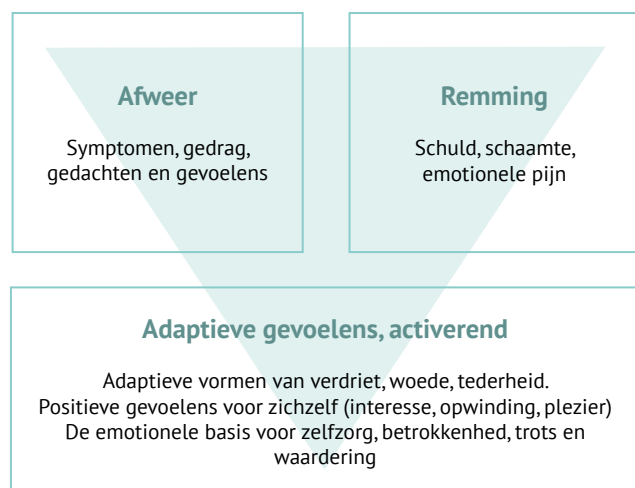 Afweer
Symptomen, gedrag,
gedachten en gevoelens
Remming
Schuld, schaamte,
emotionele pijn
Adaptieve gevoelens, activerend
Adaptieve vormen van verdriet, woede, tederheid.
Positieve gevoelens voor zichzelf (interesse, opwinding, plezier)
De emotionele basis voor zelfzorg, betrokkenheid, trots en
waardering